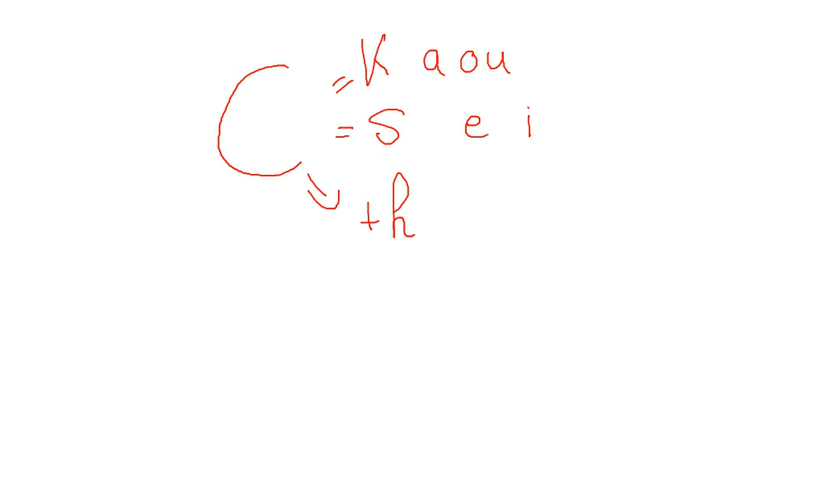 C = K a o u
= S e i
+ h